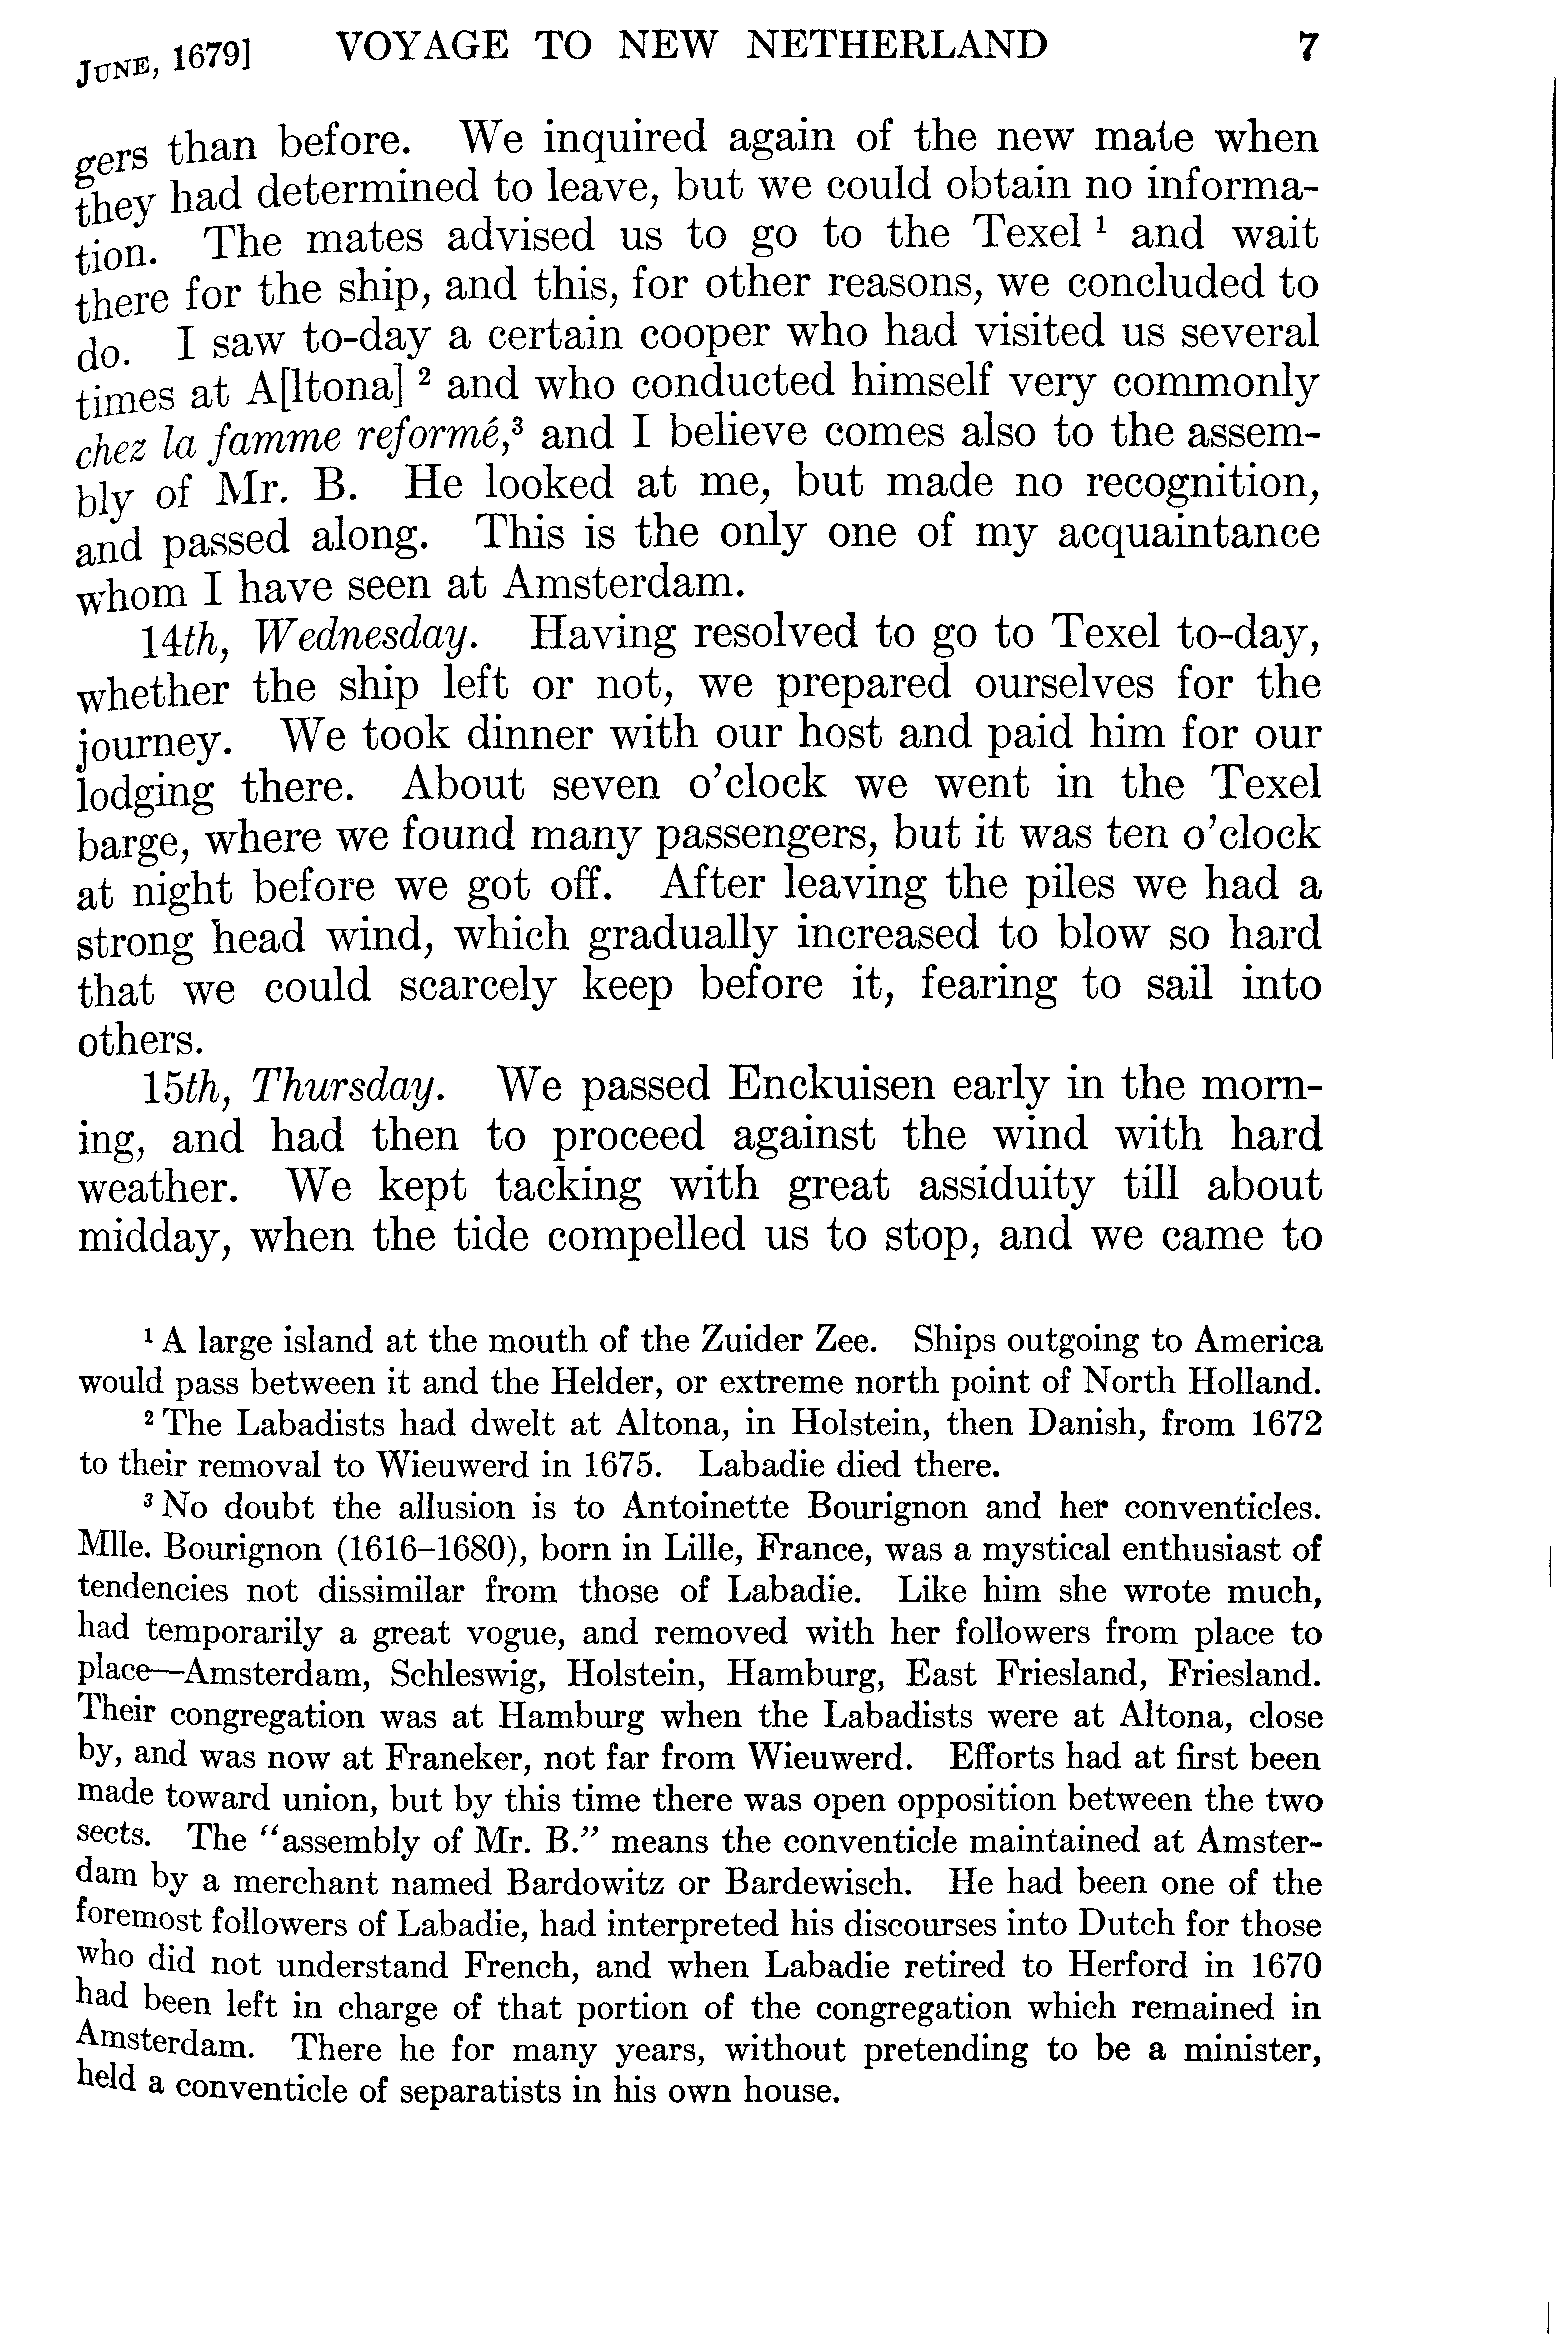 JUNE, 1679] VOYAGE TO NEW NETHERLAND 7
gers than before. We inquired again of the new mate when
they had determined to leave, but we could obtain no informa-
tion. The mates advised us to go to the Texel ¹ and wait
there for the ship, and this, for other reasons, we concluded to
do. I saw to-day a certain cooper who had visited us several
times at A[ltona] ² and who conducted himself very commonly
chez la famme reformé,³ and I believe comes also to the assem-
bly of Mr. B. He looked at me, but made no recognition,
and passed along. This is the only one of my acquaintance
whom I have seen at Amsterdam.
14th, Wednesday. Having resolved to go to Texel to-day,
whether the ship left or not, we prepared ourselves for the
journey. We took dinner with our host and paid him for our
lodging there. About seven o'clock we went in the Texel
barge, where we found many passengers, but it was ten o'clock
at night before we got off. After leaving the piles we had a
strong head wind, which gradually increased to blow so hard
that we could scarcely keep before it, fearing to sail into
others.
15th, Thursday. We passed Enckuisen early in the morn-
ing, and had then to proceed against the wind with hard
weather. We kept tacking with great assiduity till about
midday, when the tide compelled us to stop, and we came to
¹ A large island at the mouth of the Zuider Zee. Ships outgoing to America
would pass between it and the Helder, or extreme north point of North Holland.
² The Labadists had dwelt at Altona, in Holstein, then Danish, from 1672
to their removal to Wieuwerd in 1675. Labadie died there.
³ No doubt the allusion is to Antoinette Bourignon and her conventicles.
Mlle. Bourignon (1616–1680), born in Lille, France, was a mystical enthusiast of
tendencies not dissimilar from those of Labadie. Like him she wrote much,
had temporarily a great vogue, and removed with her followers from place to
place—Amsterdam, Schleswig, Holstein, Hamburg, East Friesland, Friesland.
Their congregation was at Hamburg when the Labadists were at Altona, close
by, and was now at Franeker, not far from Wieuwerd. Efforts had at first been
made toward union, but by this time there was open opposition between the two
sects. The "assembly of Mr. B." means the conventicle maintained at Amster-
dam by a merchant named Bardowitz or Bardewisch. He had been one of the
foremost followers of Labadie, had interpreted his discourses into Dutch for those
who did not understand French, and when Labadie retired to Herford in 1670
had been left in charge of that portion of the congregation which remained in
Amsterdam. There he for many years, without pretending to be a minister,
held a conventicle of separatists in his own house.